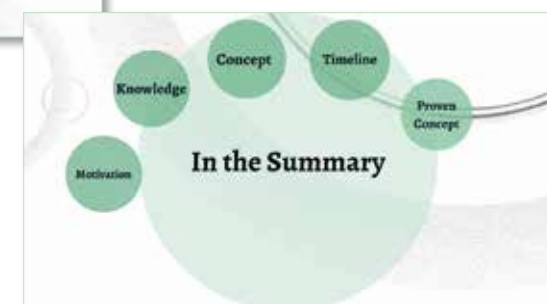 Concept
Timeline
Knowledge
Proven
Concept
In the Summary
Motivation